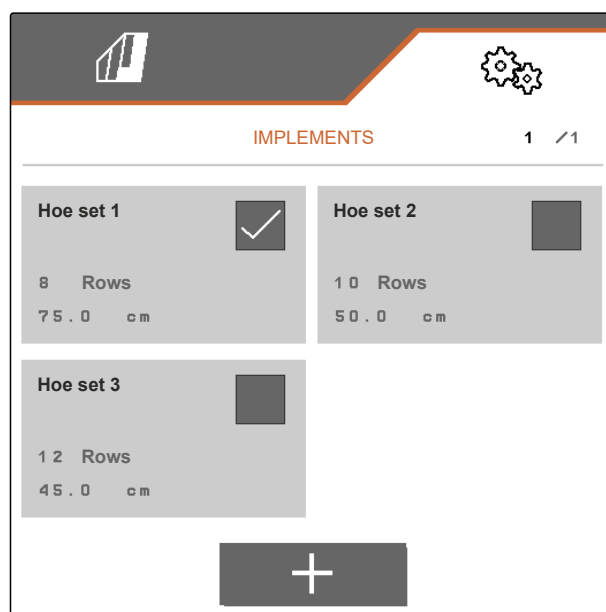 IMPLEMENTS 1 /1
Hoe set 1
8 Rows
75.0 cm
Hoe set 2
10 Rows
50.0 cm
Hoe set 3
12 Rows
45.0 cm